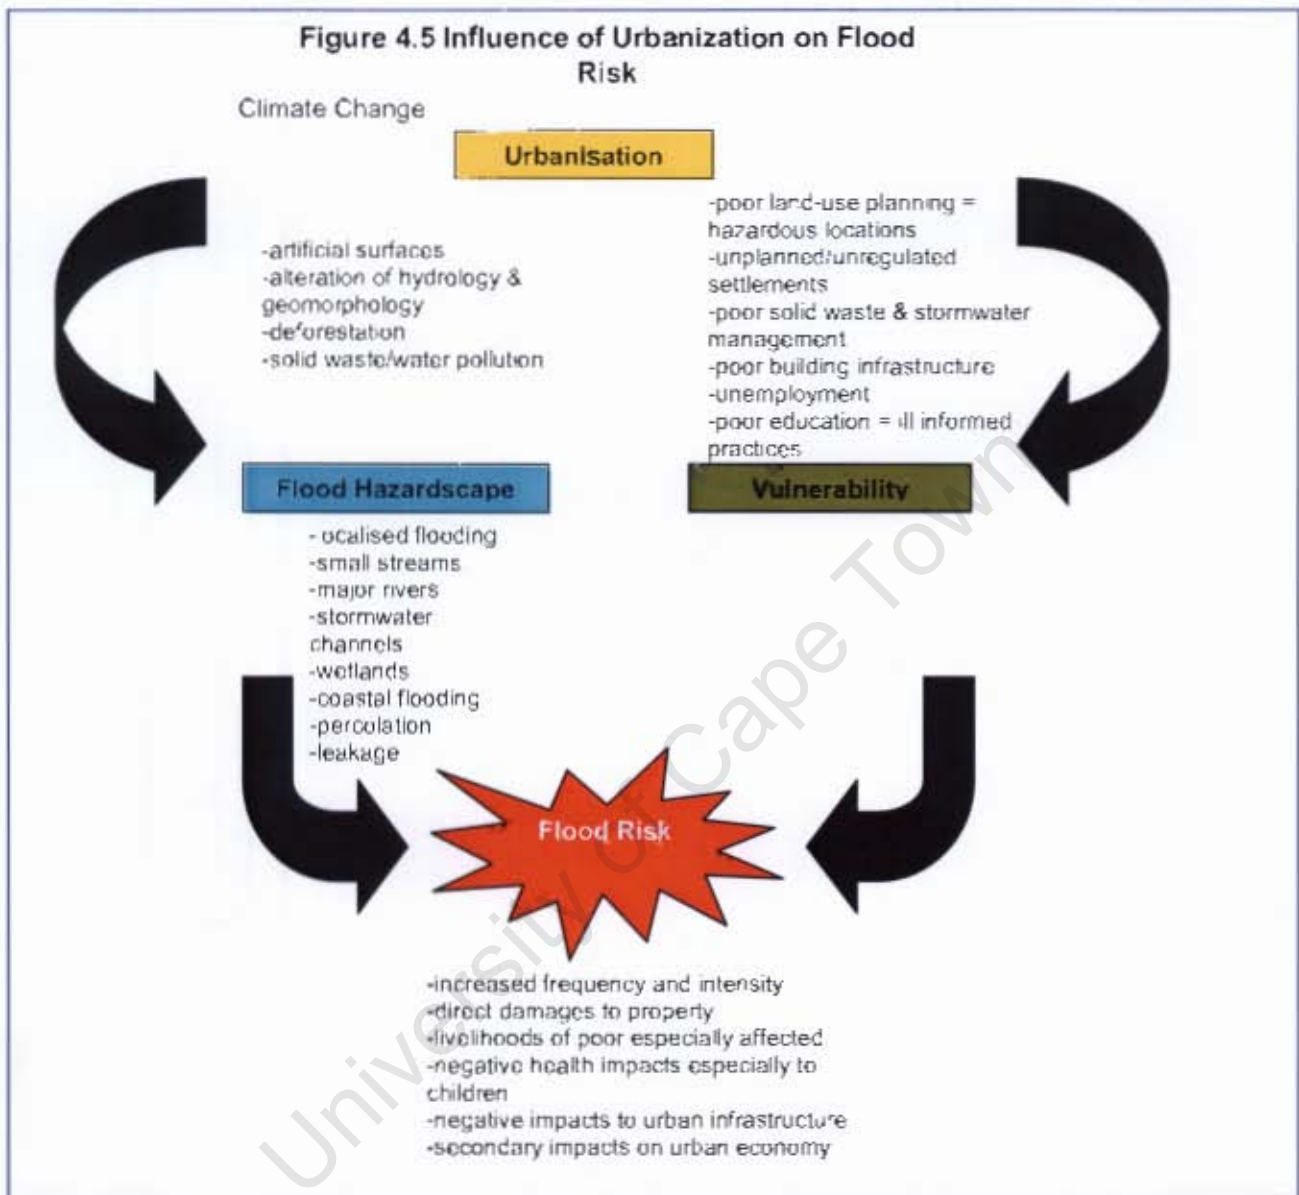 Figure 4.5 Influence of Urbanization on Flood
Risk
Climate Change
Urbanisation
-artificial surfaces
-alteration of hydrology &
geomorphology
-deforestation
-solid waste/water pollution
-poor land-use planning =
hazardous locations
-unplanned/unregulated
settlements
-poor solid waste & stormwater
management
-poor building infrastructure
-unemployment
-poor education = ill informed
practices
Flood Hazardscape
Vulnerability
-localised flooding
-small streams
-major rivers
-stormwater
channels
-wetlands
-coastal flooding
-percolation
-leakage
Flood Risk
-increased frequency and intensity
-direct damages to property
-livelihoods of poor especially affected
-negative health impacts especially to
children
-negative impacts to urban infrastructure
-secondary impacts on urban economy
University of Cape Town